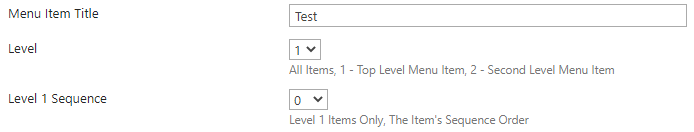 Menu Item Title
Test
Level
1
All Items, 1 - Top Level Menu Item, 2 - Second Level Menu Item
Level 1 Sequence
0
Level 1 Items Only, The Item's Sequence Order